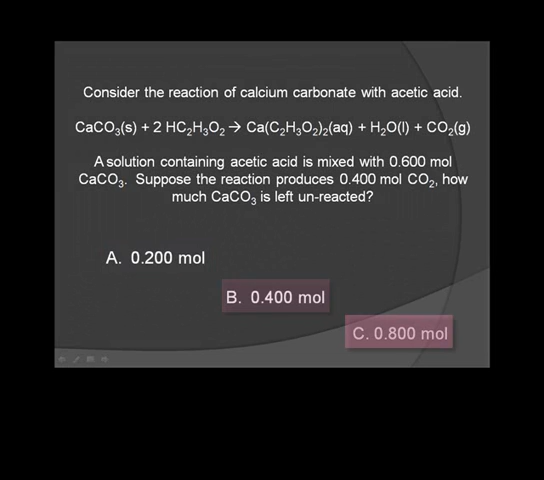 Consider the reaction of calcium carbonate with acetic acid.
CaCO₃(s) + 2 HC₂H₃O₂ → Ca(C₂H₃O₂)₂(aq) + H₂O(l) + CO₂(g)
A solution containing acetic acid is mixed with 0.600 mol
CaCO₃. Suppose the reaction produces 0.400 mol CO₂, how
much CaCO₃ is left un-reacted?
A. 0.200 mol
B. 0.400 mol
C. 0.800 mol